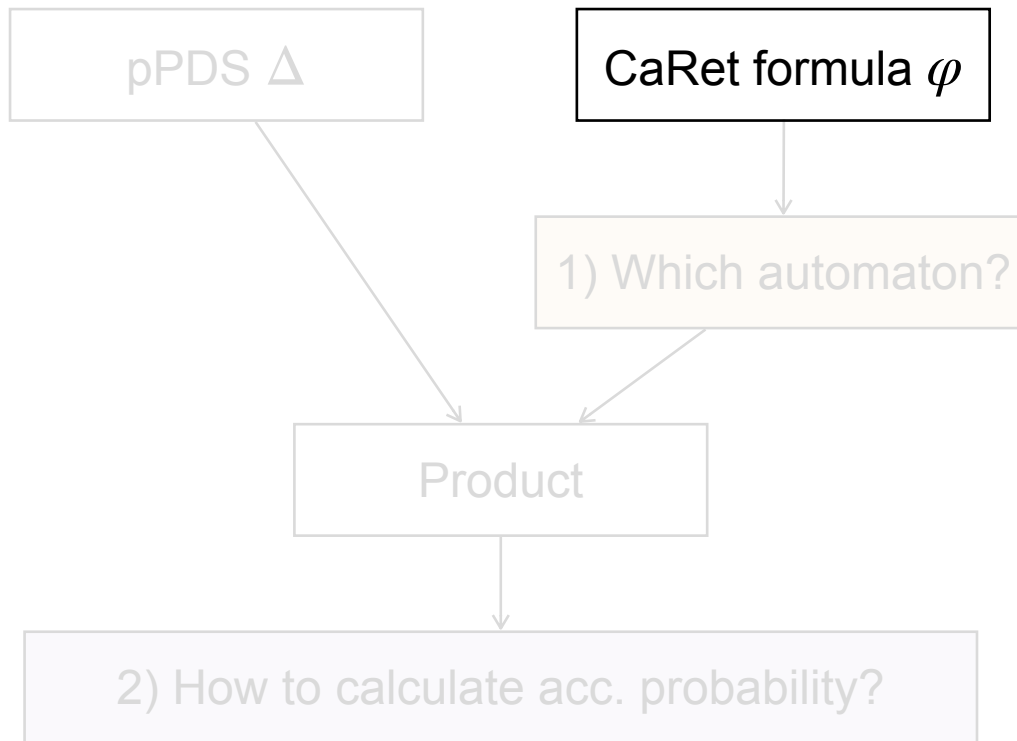 pPDS Δ
CaRet formula φ
1) Which automaton?
Product
2) How to calculate acc. probability?